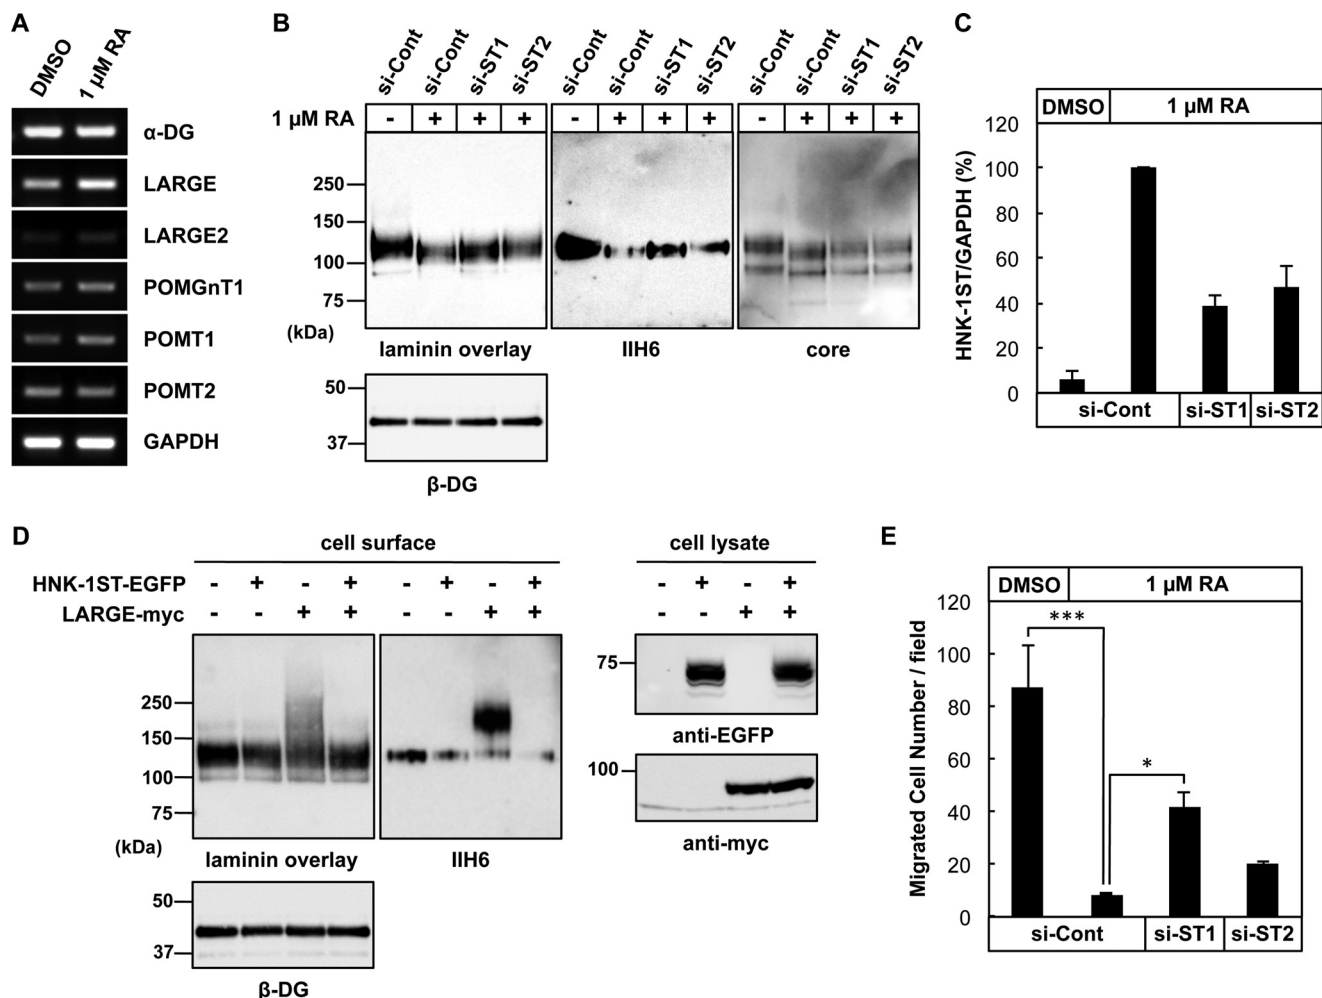 A
DMSO
1 μM RA
α-DG
LARGE
LARGE2
POMGnT1
POMT1
POMT2
GAPDH
B
si-Cont si-Cont si-ST1 si-ST2 si-Cont si-Cont si-ST1 si-ST2 si-Cont si-Cont si-ST1 si-ST2
1 μM RA - + + + - + + + - + + +
250
150
100
75
(kDa)
laminin overlay IIH6 core
50
37
β-DG
C
DMSO 1 μM RA
HNK-1ST/GAPDH (%)
120
100
80
60
40
20
0
si-Cont si-ST1 si-ST2
D
cell surface cell lysate
HNK-1ST-EGFP - + - + - + - + - + - +
LARGE-myc - - + + - - + + - - + +
250
150
100
75
(kDa)
laminin overlay IIH6
50
37
β-DG
75
anti-EGFP
100
anti-myc
E
DMSO 1 μM RA
Migrated Cell Number / field
120
100
80
60
40
20
0
***
*
si-Cont si-ST1 si-ST2